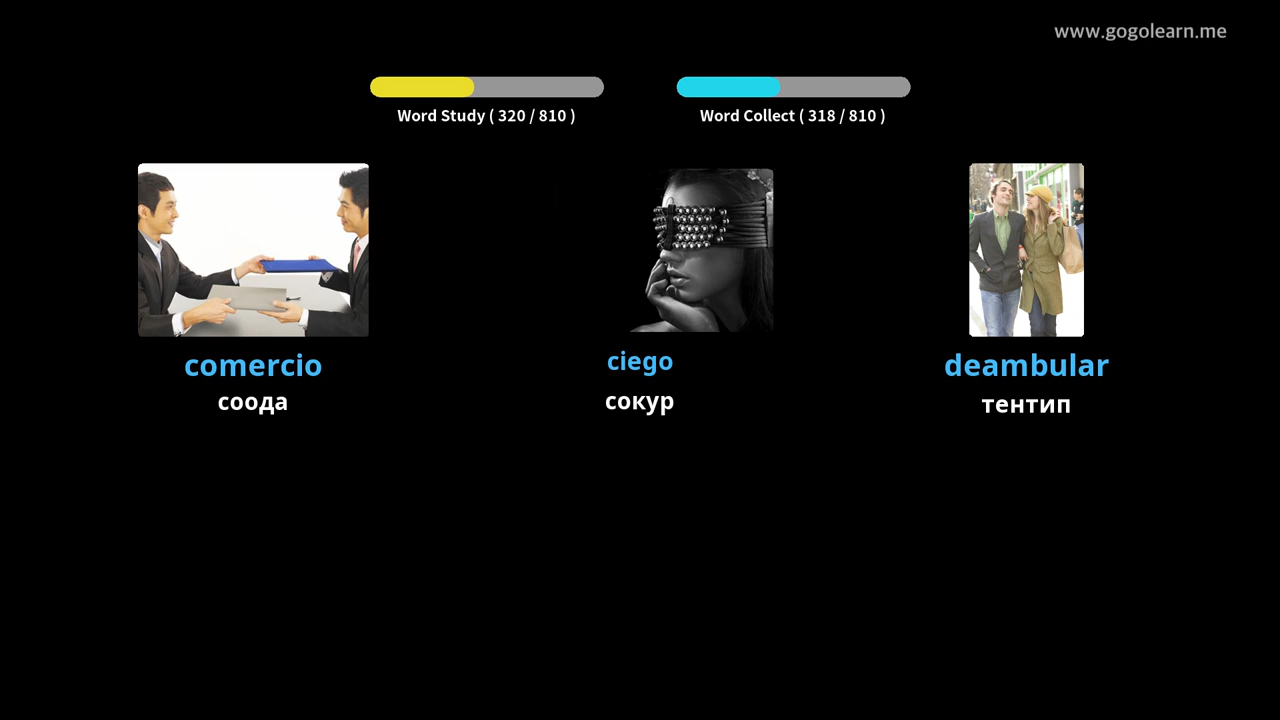 www.gogolearn.me
Word Study ( 320 / 810 )
Word Collect ( 318 / 810 )
comercio
соода
ciego
сокур
deambular
тентип